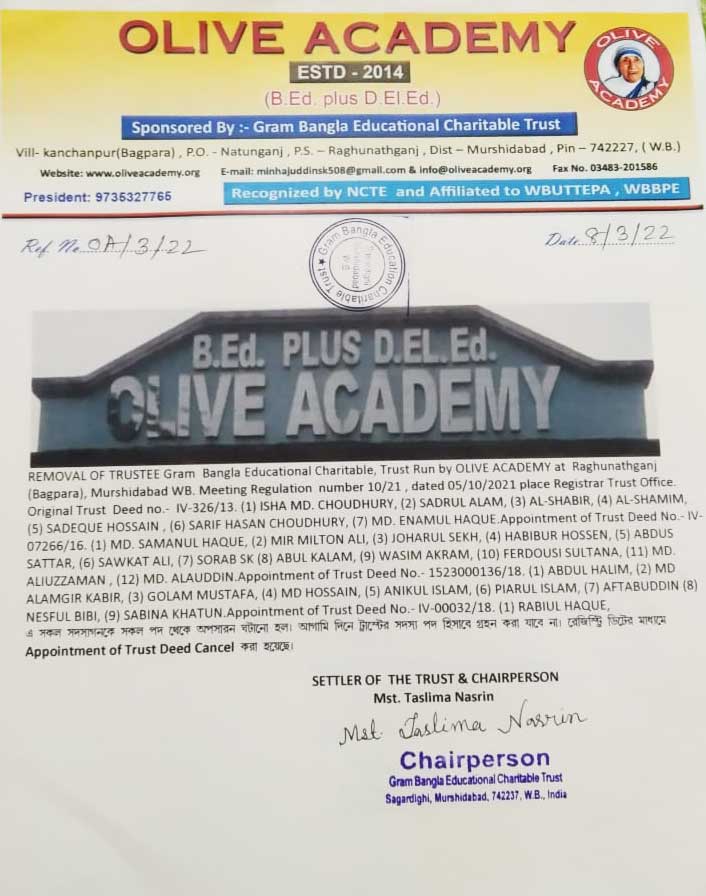 OLIVE ACADEMY
ESTD - 2014
(B.Ed. plus D.El.Ed.)
OLIVE ACADEMY
Sponsored By :- Gram Bangla Educational Charitable Trust
Vill- kanchanpur(Bagpara) , P.O. - Natunganj , P.S. – Raghunathganj , Dist – Murshidabad , Pin – 742227, ( W.B.)
Website: www.oliveacademy.org E-mail: minhajuddinsk508@gmail.com & info@oliveacademy.org Fax No. 03483-201586
President: 9735327765 Recognized by NCTE and Affiliated to WBUTTEPA , WBBPE
Ref. No. OA/3/22 Date 8/3/22
Gram Bangla Education Charitable Trust
B.Ed. PLUS D.EL.Ed.
OLIVE ACADEMY
REMOVAL OF TRUSTEE Gram Bangla Educational Charitable, Trust Run by OLIVE ACADEMY at Raghunathganj
(Bagpara), Murshidabad WB. Meeting Regulation number 10/21 , dated 05/10/2021 place Registrar Trust Office.
Original Trust Deed no.- IV-326/13. (1) ISHA MD. CHOUDHURY, (2) SADRUL ALAM, (3) AL-SHABIR, (4) AL-SHAMIM,
(5) SADEQUE HOSSAIN , (6) SARIF HASAN CHOUDHURY, (7) MD. ENAMUL HAQUE.Appointment of Trust Deed No.- IV-
07266/16. (1) MD. SAMANUL HAQUE, (2) MIR MILTON ALI, (3) JOHARUL SEKH, (4) HABIBUR HOSSEN, (5) ABDUS
SATTAR, (6) SAWKAT ALI, (7) SORAB SK (8) ABUL KALAM, (9) WASIM AKRAM, (10) FERDOUSI SULTANA, (11) MD.
ALIUZZAMAN , (12) MD. ALAUDDIN.Appointment of Trust Deed No.- 1523000136/18. (1) ABDUL HALIM, (2) MD
ALAMGIR KABIR, (3) GOLAM MUSTAFA, (4) MD HOSSAIN, (5) ANIKUL ISLAM, (6) PIARUL ISLAM, (7) AFTABUDDIN (8)
NESFUL BIBI, (9) SABINA KHATUN.Appointment of Trust Deed No.- IV-00032/18. (1) RABIUL HAQUE,
এ সকল সদস্যগনকে সকল পদ থেকে অপসারন ঘটানো হল। আগামি দিনে ট্রাস্টের সদস্য পদ হিসাবে গ্রহন করা যাবে না। রেজিস্ট্রি ডিটের মাধ্যমে
Appointment of Trust Deed Cancel করা হয়েছে।
SETTLER OF THE TRUST & CHAIRPERSON
Mst. Taslima Nasrin
Mst. Taslima Nasrin
Chairperson
Gram Bangla Educational Charitable Trust
Sagardighi, Murshidabad, 742237, W.B., India